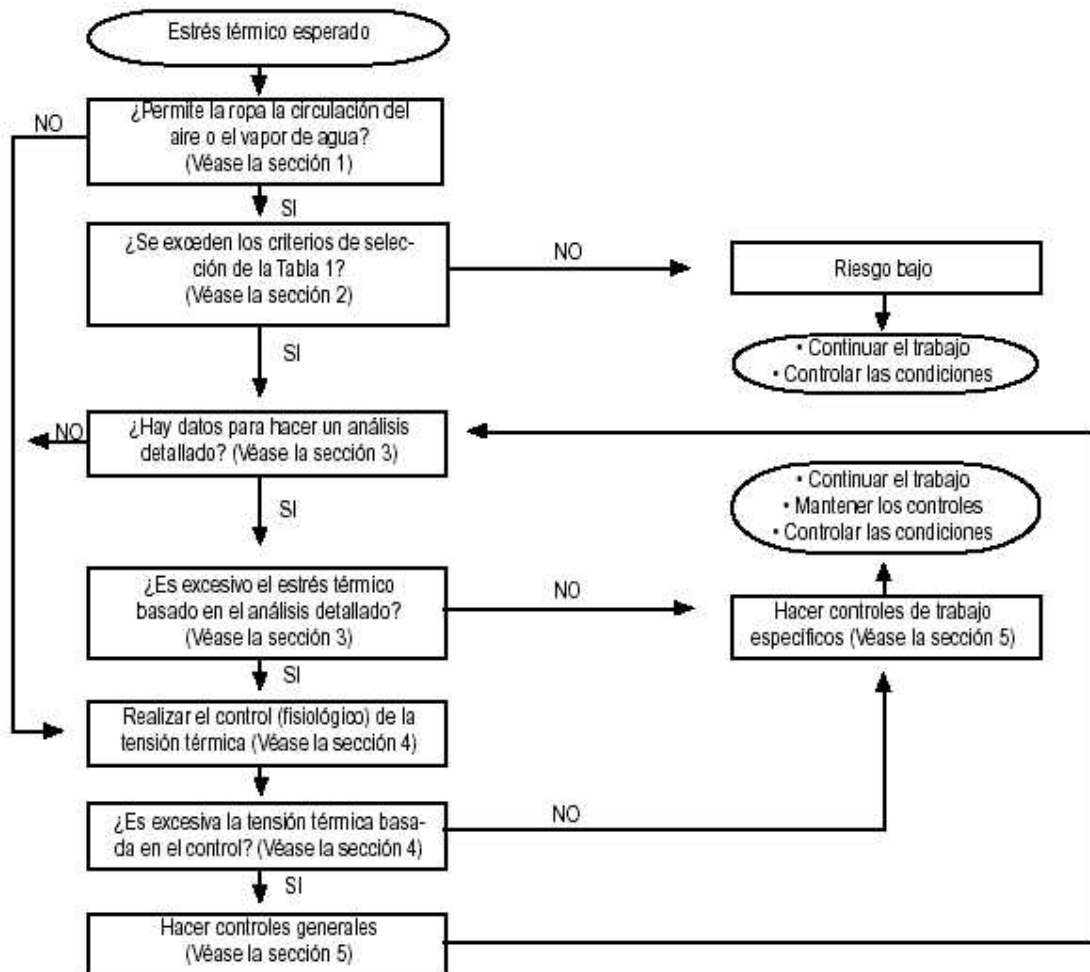 Estrés térmico esperado
¿Permite la ropa la circulación del
aire o el vapor de agua?
(Véase la sección 1)
NO
SI
¿Se exceden los criterios de selec-
ción de la Tabla 1?
(Véase la sección 2)
NO
Riesgo bajo
• Continuar el trabajo
• Controlar las condiciones
SI
NO
¿Hay datos para hacer un análisis
detallado? (Véase la sección 3)
SI
• Continuar el trabajo
• Mantener los controles
• Controlar las condiciones
¿Es excesivo el estrés térmico
basado en el análisis detallado?
(Véase la sección 3)
NO
Hacer controles de trabajo
específicos (Véase la sección 5)
SI
Realizar el control (fisiológico) de la
tensión térmica (Véase la sección 4)
¿Es excesiva la tensión térmica basa-
da en el control? (Véase la sección 4)
NO
SI
Hacer controles generales
(Véase la sección 5)